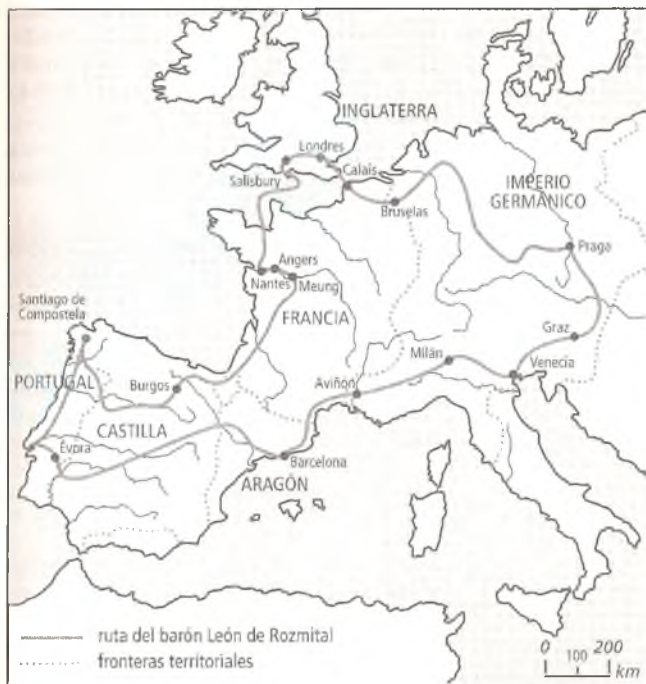 INGLATERRA
Londres
Salisbury
Calais
Bruselas
IMPERIO
GERMÁNICO
Praga
Angers
Nantes
Meung
Santiago de
Compostela
FRANCIA
Graz
Milán
Venecia
PORTUGAL
Burgos
Aviñón
CASTILLA
Évora
Barcelona
ARAGÓN
ruta del barón León de Rozmital
fronteras territoriales
0 100 200
km